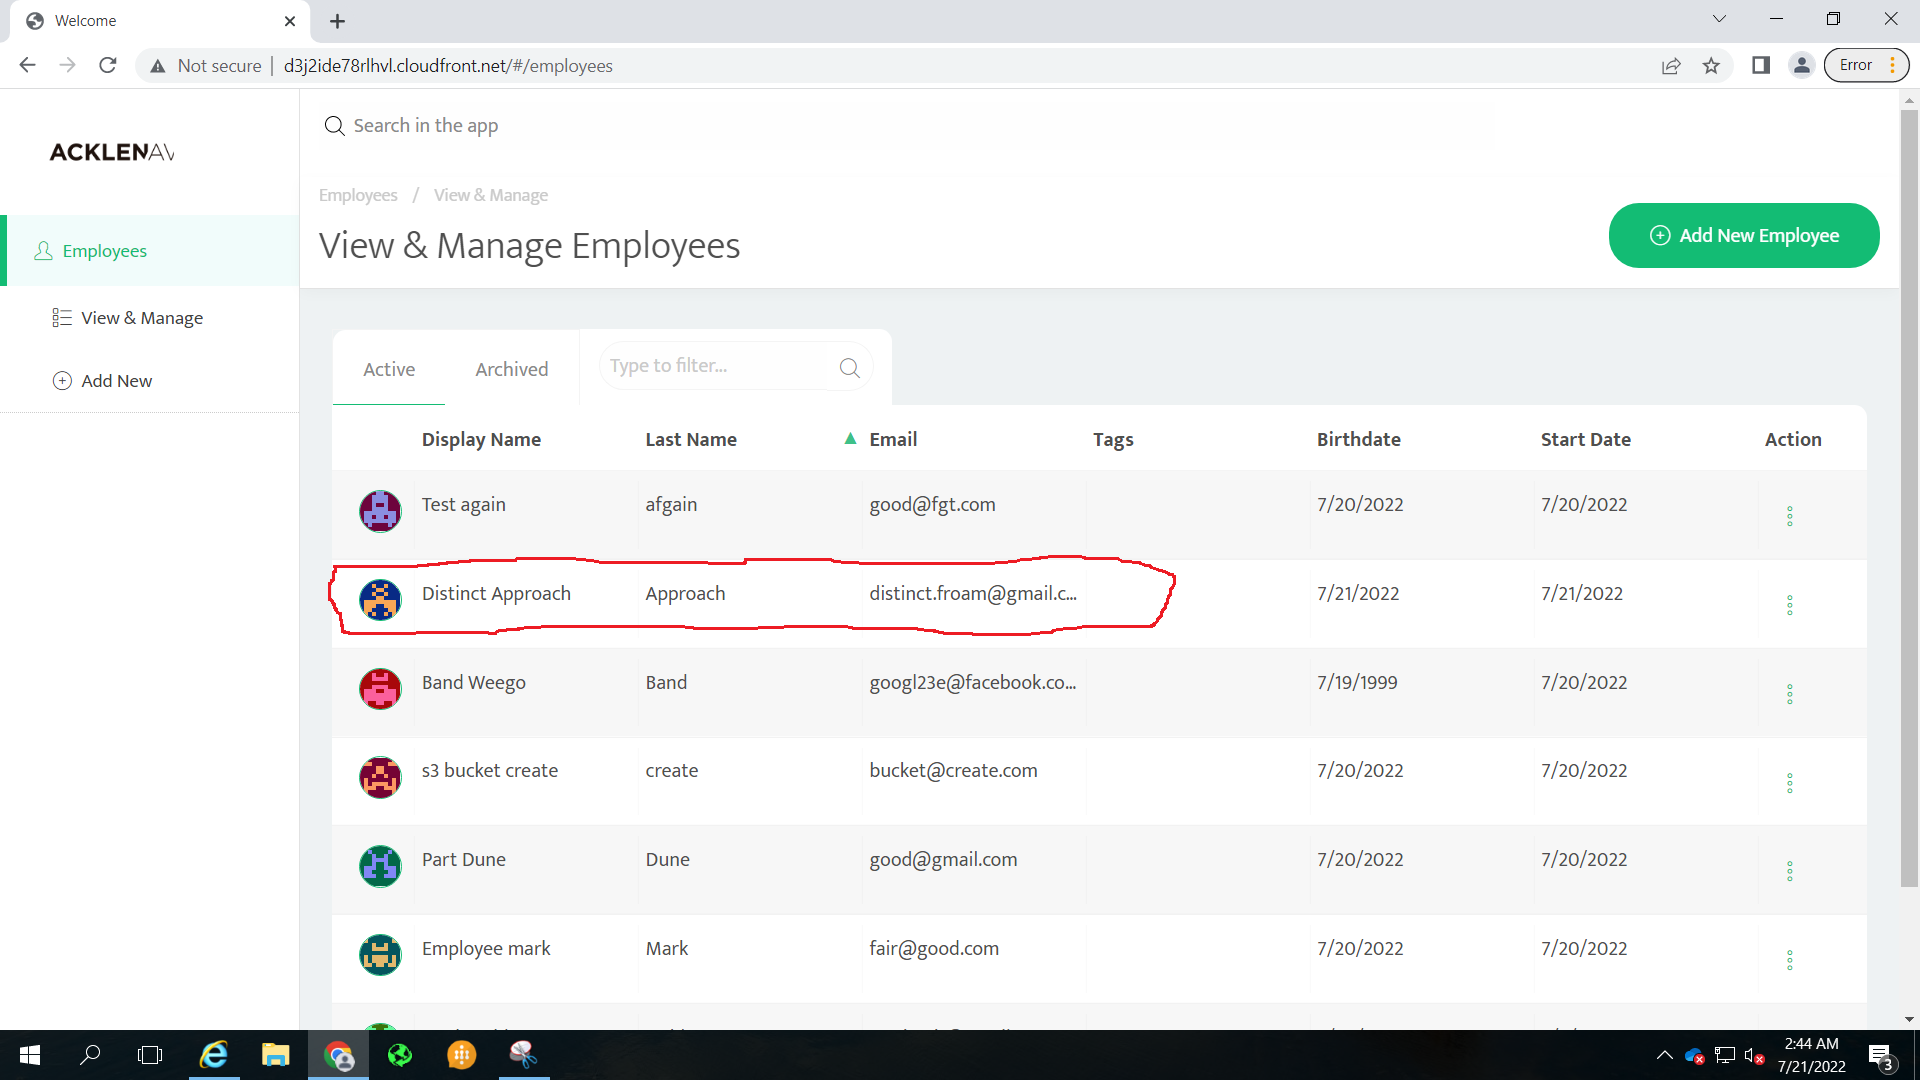 Welcome
Not secure d3j2ide78rlhvl.cloudfront.net/#/employees Error
ACKLENAV
Search in the app
Employees / View & Manage
View & Manage Employees
Add New Employee
Employees
View & Manage
Add New
Active Archived Type to filter...
Display Name Last Name Email Tags Birthdate Start Date Action
Test again afgain good@fgt.com 7/20/2022 7/20/2022
Distinct Approach Approach distinct.froam@gmail.c... 7/21/2022 7/21/2022
Band Weego Band googl23e@facebook.co... 7/19/1999 7/20/2022
s3 bucket create create bucket@create.com 7/20/2022 7/20/2022
Part Dune Dune good@gmail.com 7/20/2022 7/20/2022
Employee mark Mark fair@good.com 7/20/2022 7/20/2022
2:44 AM
7/21/2022
3